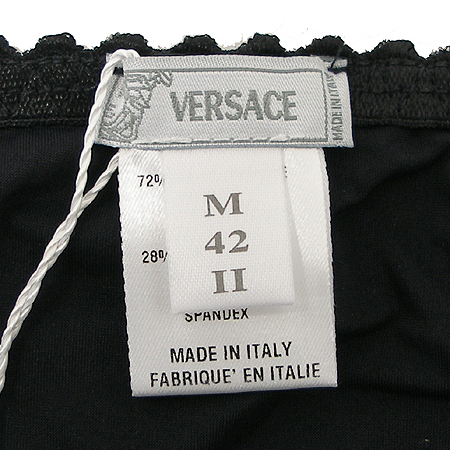 VERSACE
MADE IN ITALY
72%
M
42
28%
II
SPANDEX
MADE IN ITALY
FABRIQUE' EN ITALIE